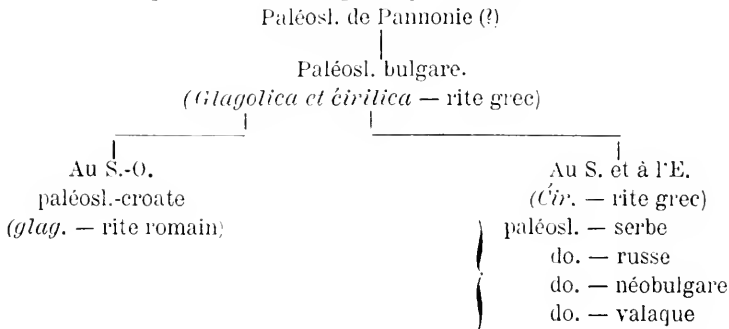 Paléosl. de Pannonie (?)
Paléosl. bulgare.
(Glagolica et ćirilica — rite grec)
Au S.-O.
paléosl.-croate
(glag. — rite romain)
Au S. et à l'E.
(Ćir. — rite grec)
paléosl. — serbe
do. — russe
do. — néobulgare
do. — valaque